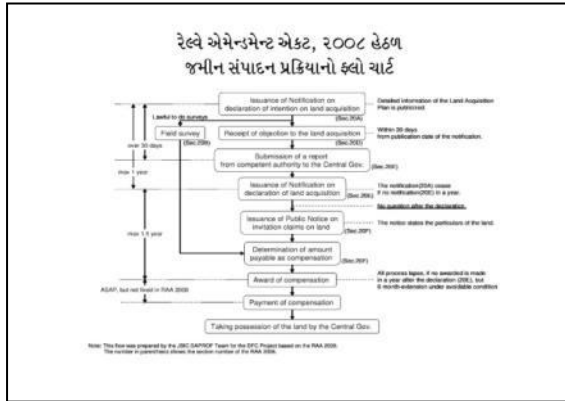 રેલ્વે એમેન્ડમેન્ટ એક્ટ, ૨૦૦૮ હેઠળ
જમીન સંપાદન પ્રક્રિયાનો ફ્લો ચાર્ટ
Issuance of Notification on
declaration of intention on land acquisition
(Sec.20A)
Detailed information of the Land Acquisition
Plan is publicized.
Lawful to do surveys
Field survey
(Sec.20B)
Receipt of objection to the land acquisition
(Sec.20D)
Within 30 days
from publication date of the notification.
over 30 days
Submission of a report
from competent authority to the Central Gov.
(Sec.20E)
max 1 year
Issuance of Notification on
declaration of land acquisition
(Sec.20E)
The notification(20A) cease
if no notification(20E) in a year.
No question after the declaration.
Issuance of Public Notice on
invitation claims on land
(Sec.20F)
The notice states the particulars of the land.
max 1.5 year
Determination of amount
payable as compensation
(Sec.20F)
Award of compensation
All process lapse, if no awarded is made
in a year after the declaration (20E), but
6 month-extension under avoidable condition
ASAP, but not fixed in RAA 2008
Payment of compensation
Taking possession of the land by the Central Gov.
Note: This flow was prepared by the JBIC SAPROF Team for the DFC Project based on the RAA 2008.
The number in parenthesis shows the section number of the RAA 2008.